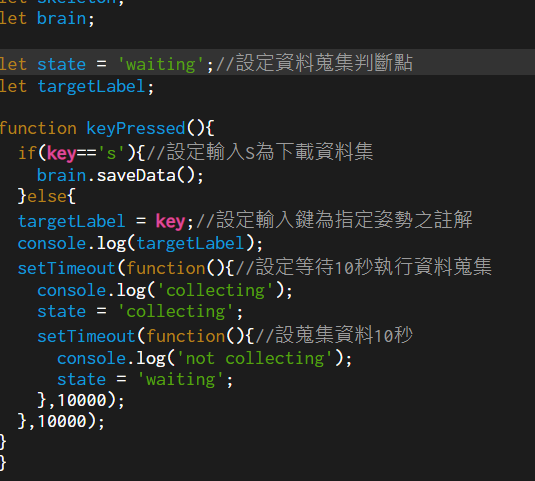 let skeleton;
let brain;
let state = 'waiting';//設定資料蒐集判斷點
let targetLabel;
function keyPressed(){
if(key=='s'){//設定輸入S為下載資料集
brain.saveData();
}else{
targetLabel = key;//設定輸入鍵為指定姿勢之註解
console.log(targetLabel);
setTimeout(function(){//設定等待10秒執行資料蒐集
console.log('collecting');
state = 'collecting';
setTimeout(function(){//設蒐集資料10秒
console.log('not collecting');
state = 'waiting';
},10000);
},10000);
}
}